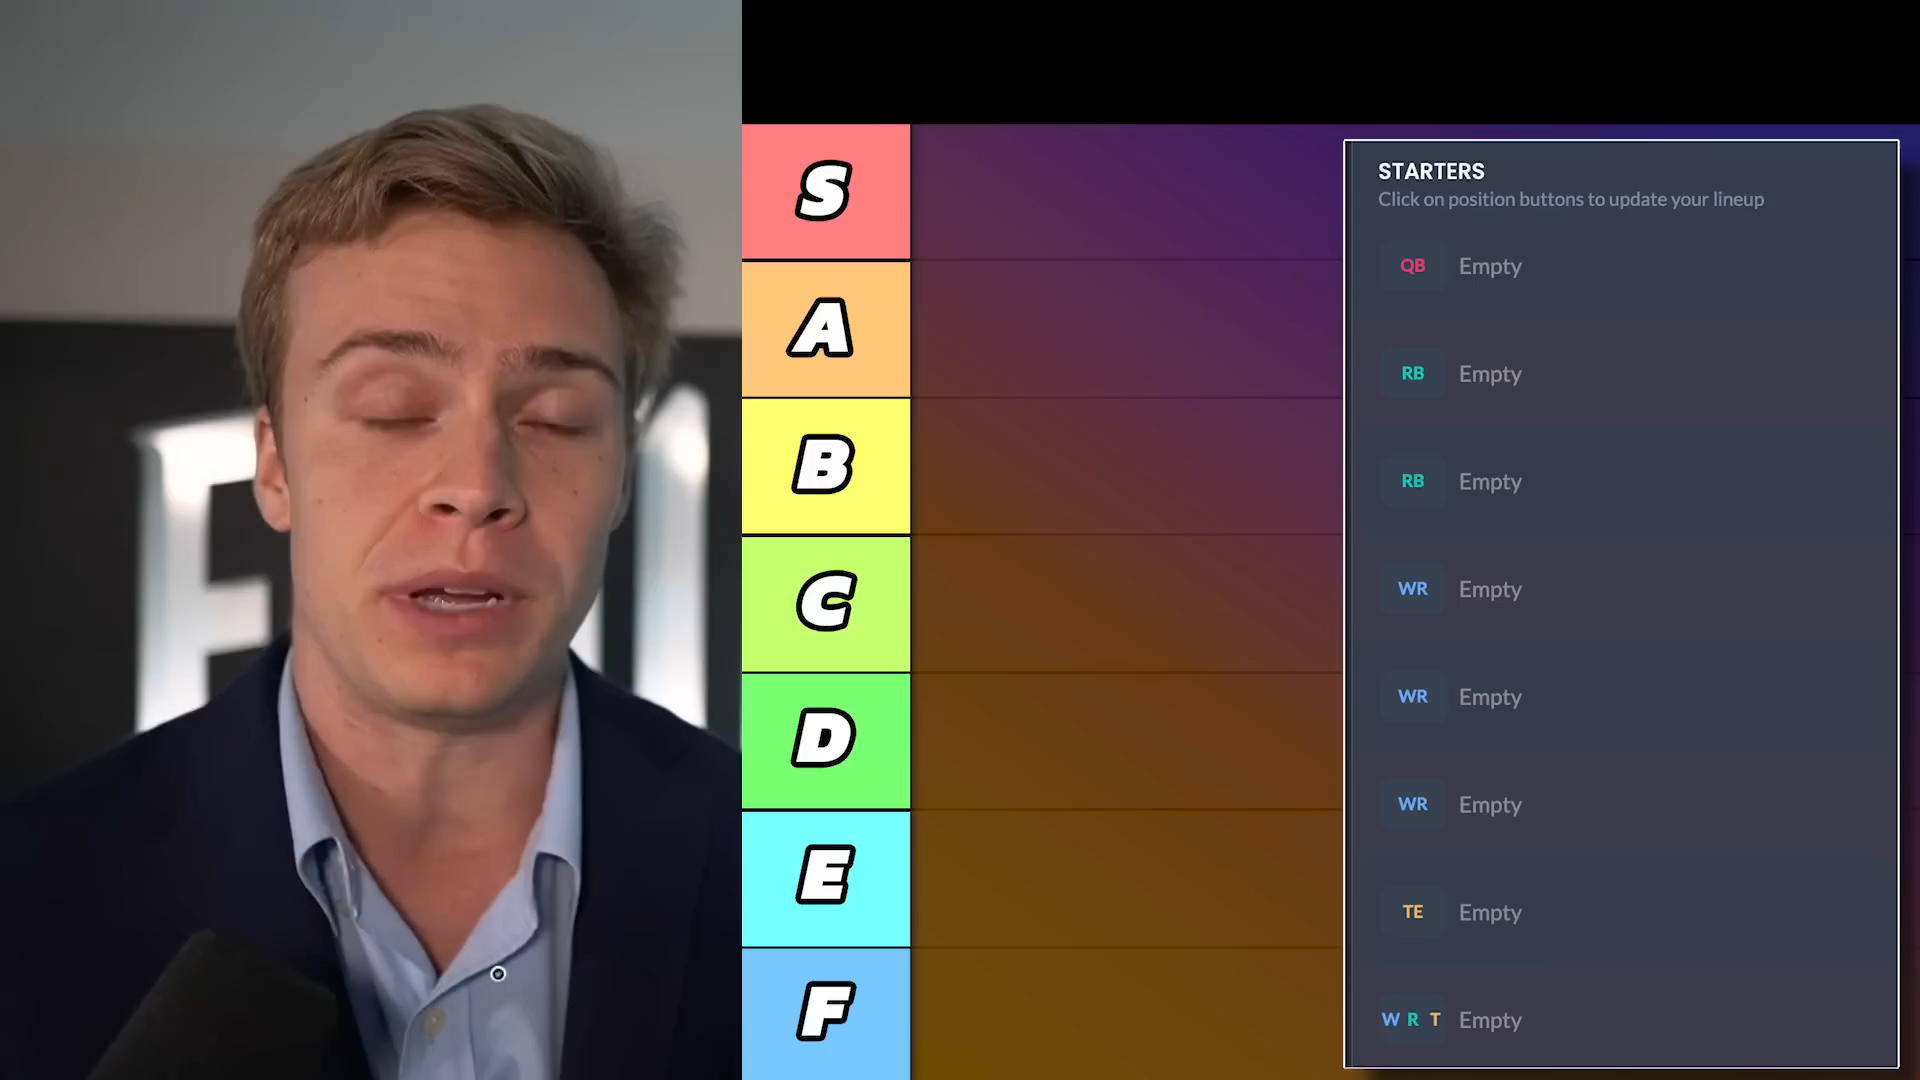 S
A
B
C
D
E
F
STARTERS
Click on position buttons to update your lineup
QB Empty
RB Empty
RB Empty
WR Empty
WR Empty
WR Empty
TE Empty
W R T Empty